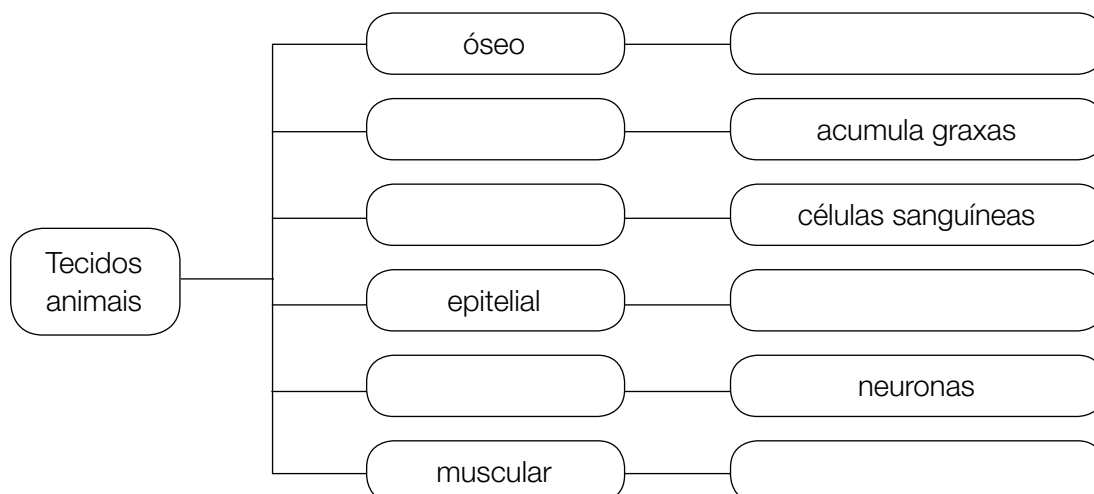 óseo
acumula graxas
células sanguíneas
Tecidos
animais
epitelial
neuronas
muscular